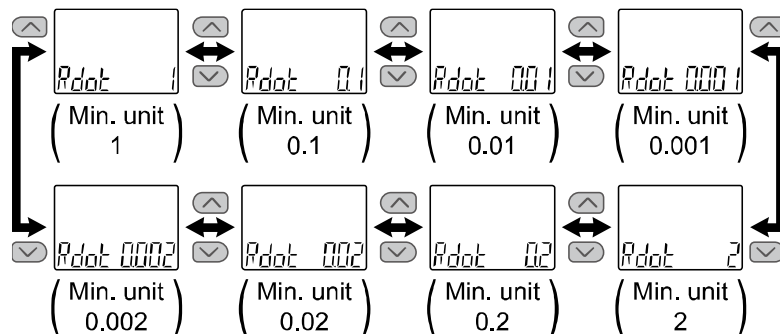 Rdot 1
Rdot 0.1
Rdot 0.01
Rdot 0.001
Min. unit
1
Min. unit
0.1
Min. unit
0.01
Min. unit
0.001
Rdot 0.002
Rdot 0.02
Rdot 0.2
Rdot 2
Min. unit
0.002
Min. unit
0.02
Min. unit
0.2
Min. unit
2